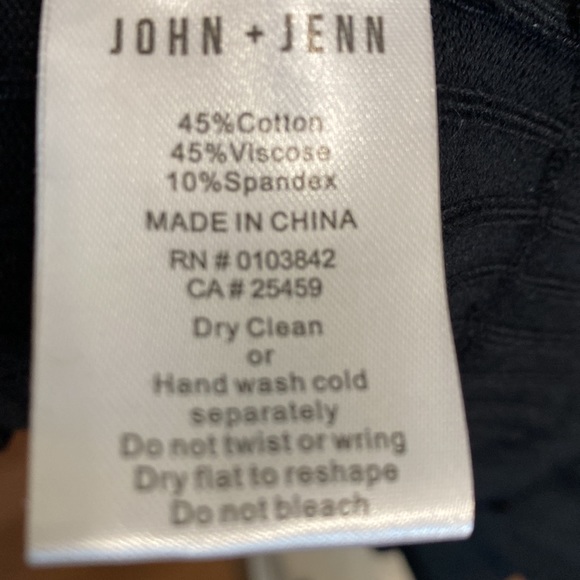 JOHN + JENN
45%Cotton
45%Viscose
10%Spandex
MADE IN CHINA
RN # 0103842
CA # 25459
Dry Clean
or
Hand wash cold
separately
Do not twist or wring
Dry flat to reshape
Do not bleach